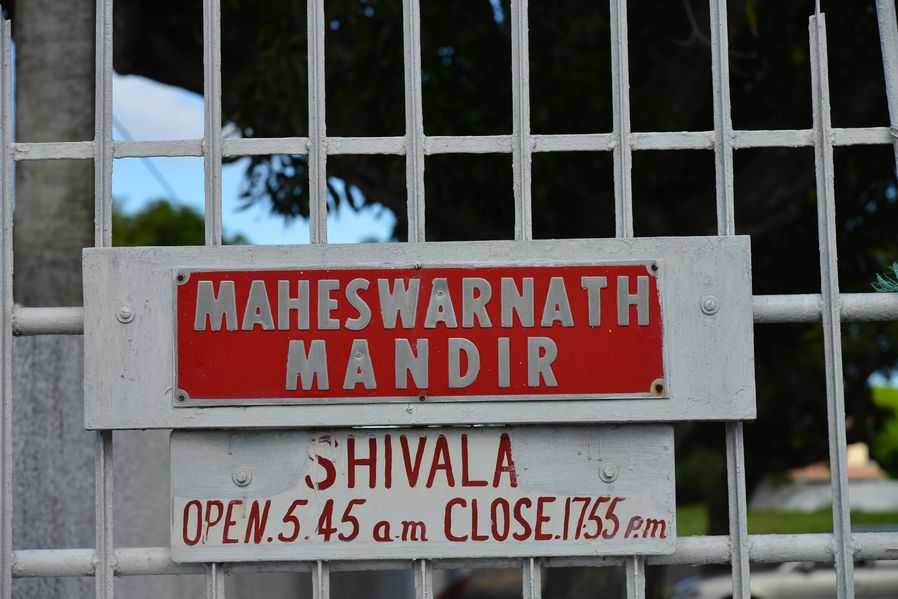 MAHESWARNATH
MANDIR
SHIVALA
OPEN.5.45 a.m CLOSE.17.55 P.m